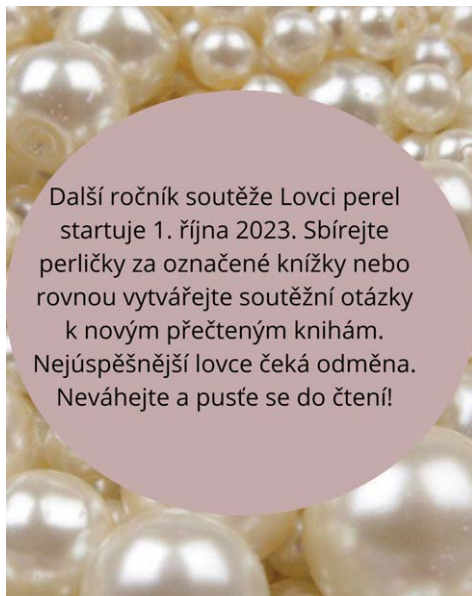 Další ročník soutěže Lovci perel
startuje 1. října 2023. Sbírejte
perličky za označené knížky nebo
rovnou vytvářejte soutěžní otázky
k novým přečteným knihám.
Nejúspěšnější lovce čeká odměna.
Neváhejte a pusťe se do čtení!